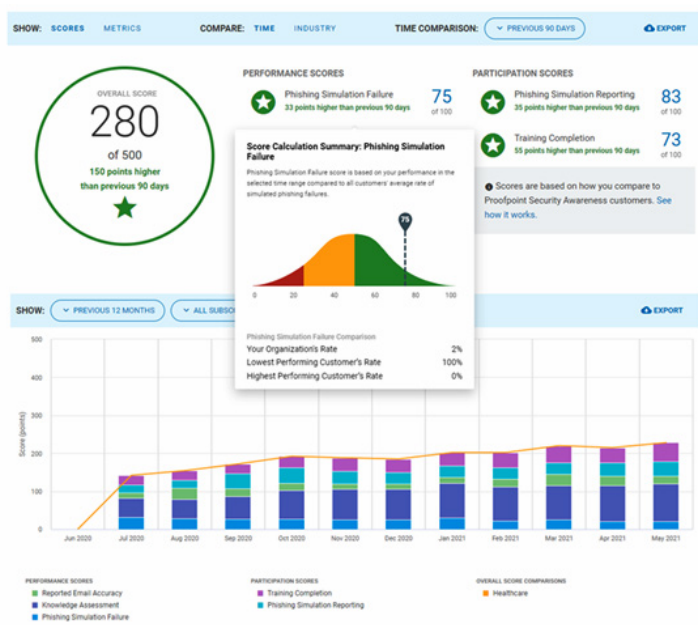 SHOW: SCORES METRICS COMPARE: TIME INDUSTRY TIME COMPARISON: PREVIOUS 90 DAYS EXPORT
OVERALL SCORE
280
of 500
150 points higher
than previous 90 days
PERFORMANCE SCORES
Phishing Simulation Failure
33 points higher than previous 90 days
75
of 100
PARTICIPATION SCORES
Phishing Simulation Reporting
35 points higher than previous 90 days
83
of 100
Training Completion
55 points higher than previous 90 days
73
of 100
Scores are based on how you compare to
Proofpoint Security Awareness customers. See
how it works.
Score Calculation Summary: Phishing Simulation
Failure
Phishing Simulation Failure score is based on your performance in the
selected time range compared to all customers' average rate of
simulated phishing failures.
75
0 20 40 60 80 100
Phishing Simulation Failure Comparison
Your Organization's Rate 2%
Lowest Performing Customer's Rate 100%
Highest Performing Customer's Rate 0%
SHOW: PREVIOUS 12 MONTHS ALL EXPORT
Score (points)
500
400
300
200
100
0
Jun 2020 Jul 2020 Aug 2020 Sep 2020 Oct 2020 Nov 2020 Dec 2020 Jan 2021 Feb 2021 Mar 2021 Apr 2021 May 2021
PERFORMANCE SCORES
Reported Email Accuracy
Knowledge Assessment
Phishing Simulation Failure
PARTICIPATION SCORES
Training Completion
Phishing Simulation Reporting
OVERALL SCORE COMPARISONS
Healthcare